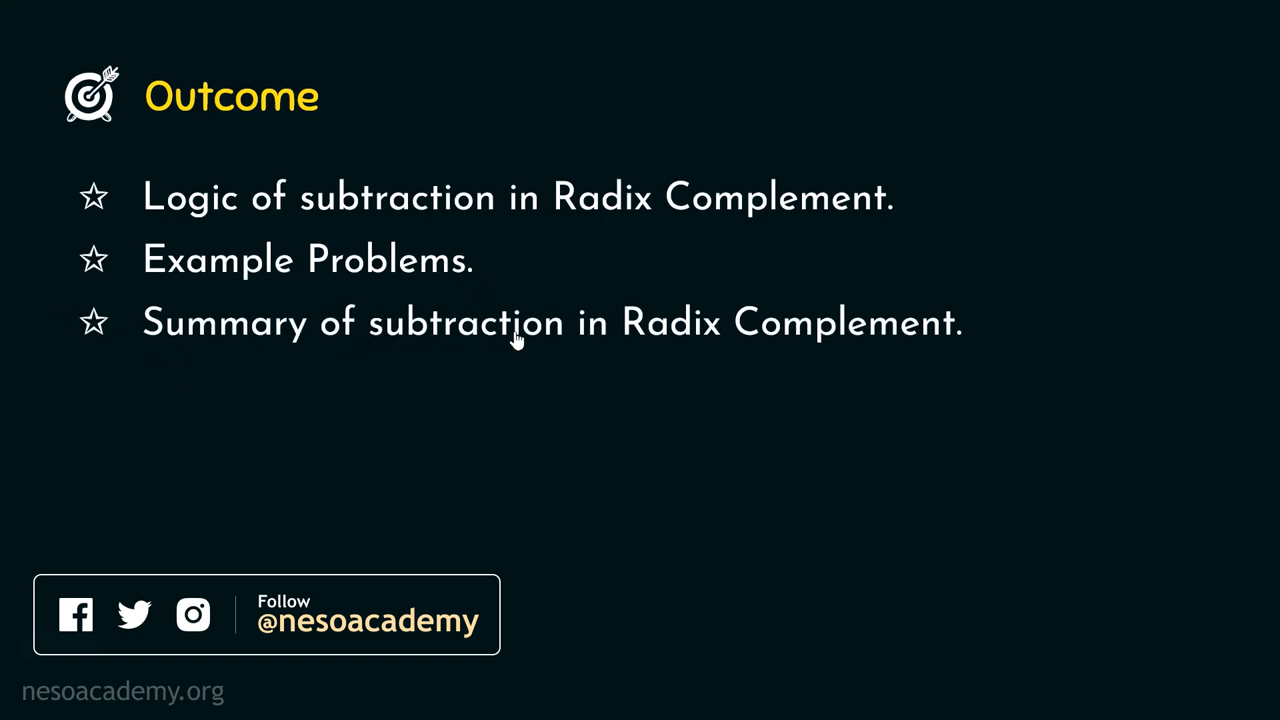 Outcome
Logic of subtraction in Radix Complement.
Example Problems.
Summary of subtraction in Radix Complement.
Follow
@nesoacademy
nesoacademy.org